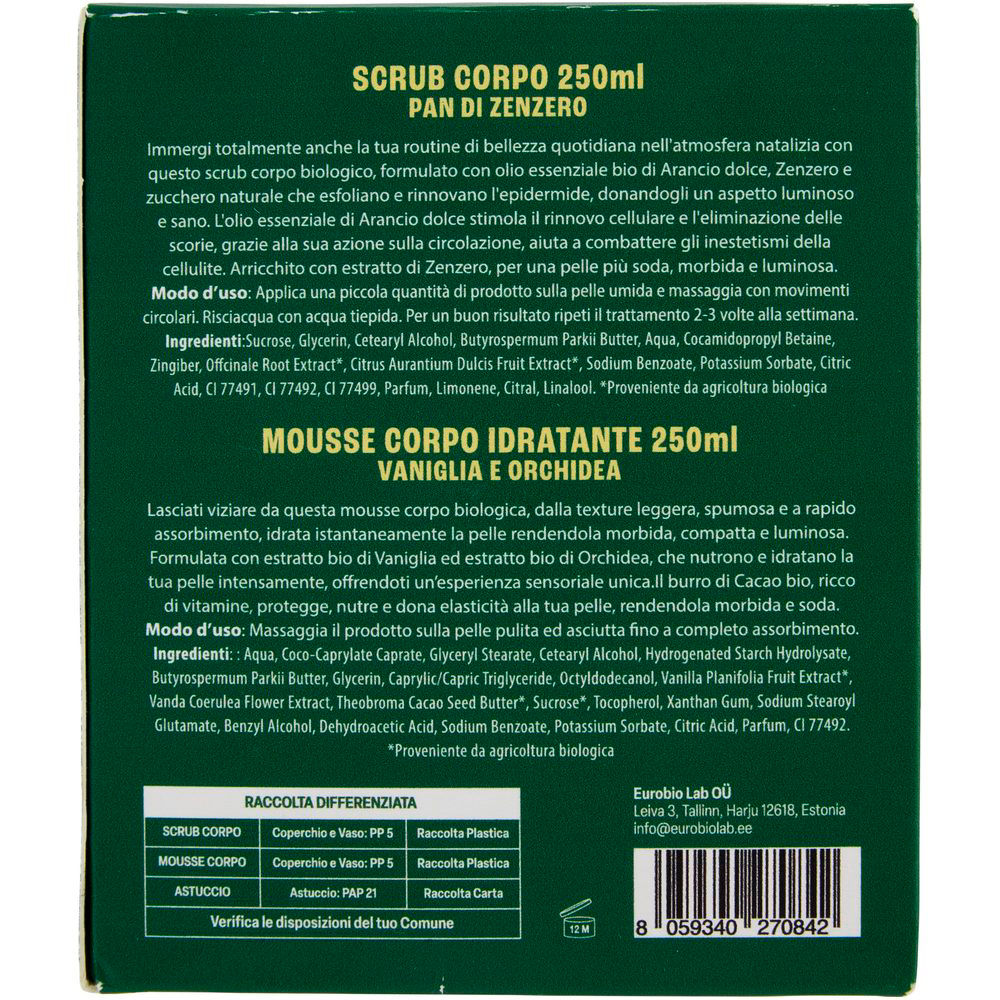 SCRUB CORPO 250ml
PAN DI ZENZERO
Immergi totalmente anche la tua routine di bellezza quotidiana nell'atmosfera natalizia con
questo scrub corpo biologico, formulato con olio essenziale bio di Arancio dolce, Zenzero e
zucchero naturale che esfoliano e rinnovano l'epidermide, donandogli un aspetto luminoso
e sano. L'olio essenziale di Arancio dolce stimola il rinnovo cellulare e l'eliminazione delle
scorie, grazie alla sua azione sulla circolazione, aiuta a combattere gli inestetismi della
cellulite. Arricchito con estratto di Zenzero, per una pelle più soda, morbida e luminosa.
Modo d'uso: Applica una piccola quantità di prodotto sulla pelle umida e massaggia con movimenti
circolari. Risciacqua con acqua tiepida. Per un buon risultato ripeti il trattamento 2-3 volte alla settimana.
Ingredienti:Sucrose, Glycerin, Cetearyl Alcohol, Butyrospermum Parkii Butter, Aqua, Cocamidopropyl Betaine,
Zingiber, Offcinale Root Extract*, Citrus Aurantium Dulcis Fruit Extract*, Sodium Benzoate, Potassium Sorbate, Citric
Acid, CI 77491, CI 77492, CI 77499, Parfum, Limonene, Citral, Linalool. *Proveniente da agricoltura biologica
MOUSSE CORPO IDRATANTE 250ml
VANIGLIA E ORCHIDEA
Lasciati viziare da questa mousse corpo biologica, dalla texture leggera, spumosa e a rapido
assorbimento, idrata istantaneamente la pelle rendendola morbida, compatta e luminosa.
Formulata con estratto bio di Vaniglia ed estratto bio di Orchidea, che nutrono e idratano la
tua pelle intensamente, offrendoti un'esperienza sensoriale unica.Il burro di Cacao bio, ricco
di vitamine, protegge, nutre e dona elasticità alla tua pelle, rendendola morbida e soda.
Modo d'uso: Massaggia il prodotto sulla pelle pulita ed asciutta fino a completo assorbimento.
Ingredienti: : Aqua, Coco-Caprylate Caprate, Glyceryl Stearate, Cetearyl Alcohol, Hydrogenated Starch Hydrolysate,
Butyrospermum Parkii Butter, Glycerin, Caprylic/Capric Triglyceride, Octyldodecanol, Vanilla Planifolia Fruit Extract*,
Vanda Coerulea Flower Extract, Theobroma Cacao Seed Butter*, Sucrose*, Tocopherol, Xanthan Gum, Sodium Stearoyl
Glutamate, Benzyl Alcohol, Dehydroacetic Acid, Sodium Benzoate, Potassium Sorbate, Citric Acid, Parfum, CI 77492.
*Proveniente da agricoltura biologica
RACCOLTA DIFFERENZIATA
SCRUB CORPO Coperchio e Vaso: PP 5 Raccolta Plastica
MOUSSE CORPO Coperchio e Vaso: PP 5 Raccolta Plastica
ASTUCCIO Astuccio: PAP 21 Raccolta Carta
Verifica le disposizioni del tuo Comune
12 M
Eurobio Lab OÜ
Leiva 3, Tallinn, Harju 12618, Estonia
info@eurobiolab.ee
8 059340 270842